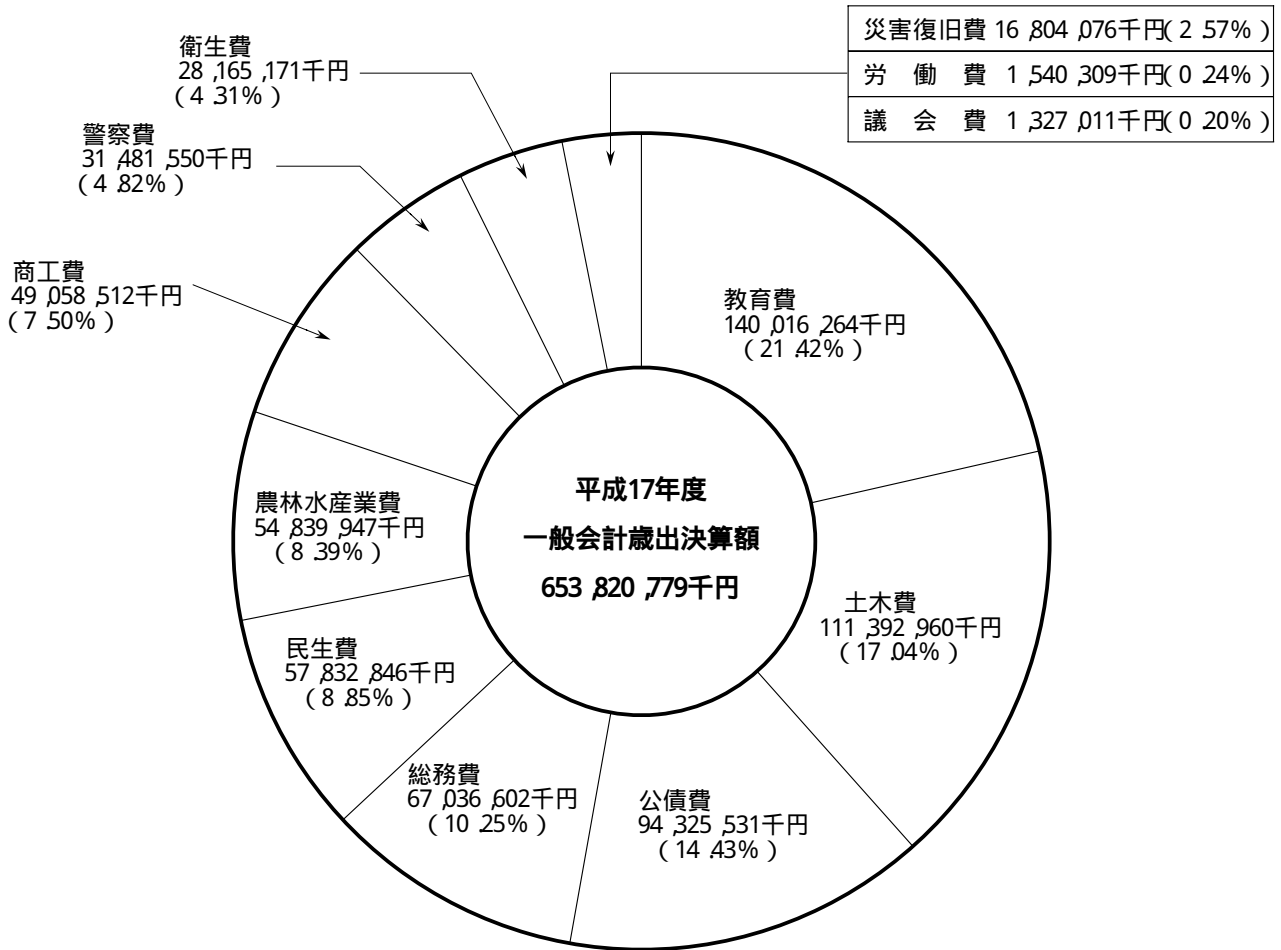 災害復旧費 16,804,076千円(2.57%)
労働費 1,540,309千円(0.24%)
議会費 1,327,011千円(0.20%)
衛生費
28,165,171千円
(4.31%)
警察費
31,481,550千円
(4.82%)
商工費
49,058,512千円
(7.50%)
教育費
140,016,264千円
(21.42%)
農林水産業費
54,839,947千円
(8.39%)
平成17年度
一般会計歳出決算額
653,820,779千円
土木費
111,392,960千円
(17.04%)
民生費
57,832,846千円
(8.85%)
総務費
67,036,602千円
(10.25%)
公債費
94,325,531千円
(14.43%)